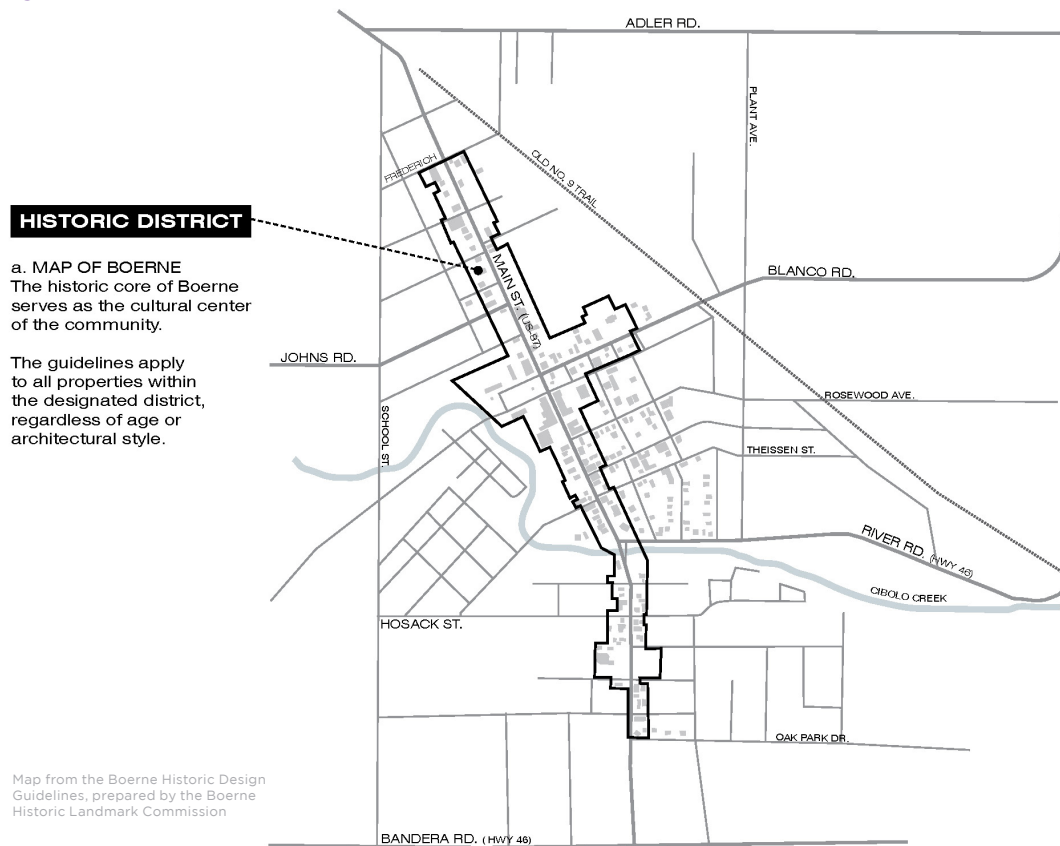 ADLER RD.
PLANT AVE.
FREDERICH
OLD NO. 9 TRAIL
HISTORIC DISTRICT
a. MAP OF BOERNE
The historic core of Boerne
serves as the cultural center
of the community.
The guidelines apply
to all properties within
the designated district,
regardless of age or
architectural style.
MAIN ST. (US-87)
BLANCO RD.
JOHNS RD.
SCHOOL ST.
ROSEWOOD AVE.
THEISSEN ST.
RIVER RD. (HWY 46)
CIBOLO CREEK
HOSACK ST.
OAK PARK DR.
Map from the Boerne Historic Design
Guidelines, prepared by the Boerne
Historic Landmark Commission
BANDERA RD. (HWY 46)